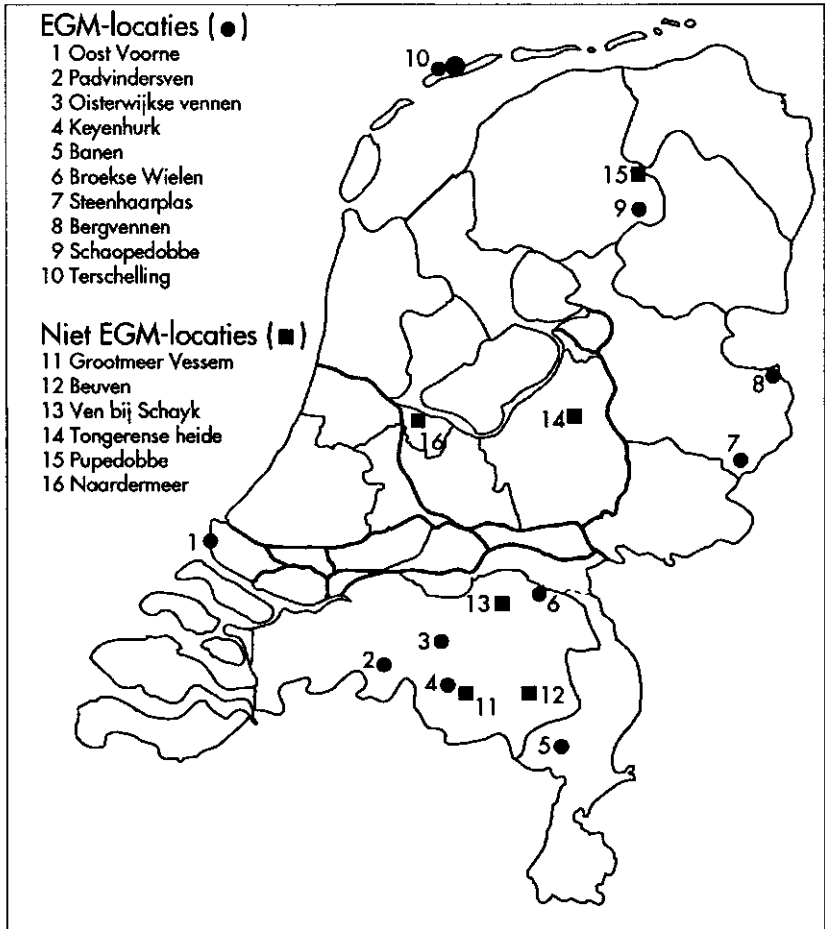 EGM-locaties (●)
1 Oost Voorne
2 Padvindersven
3 Oisterwijkse vennen
4 Keyenhurk
5 Banen
6 Broekse Wielen
7 Steenhaarplas
8 Bergvennen
9 Schaopedobbe
10 Terschelling
Niet EGM-locaties (■)
11 Grootmeer Vessem
12 Beuven
13 Ven bij Schayk
14 Tongerense heide
15 Pupedobbe
16 Naardermeer
10
15
9
8
14
16
7
1
13
6
3
2
4
11
12
5